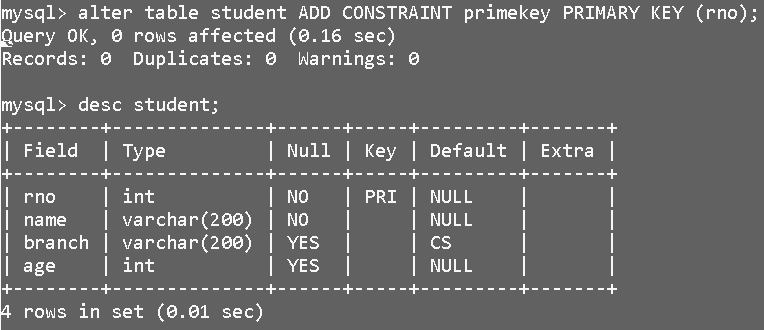 mysql> alter table student ADD CONSTRAINT primekey PRIMARY KEY (rno);
Query OK, 0 rows affected (0.16 sec)
Records: 0  Duplicates: 0  Warnings: 0

mysql> desc student;
+--------+--------------+------+-----+---------+-------+
| Field  | Type         | Null | Key | Default | Extra |
+--------+--------------+------+-----+---------+-------+
| rno    | int          | NO   | PRI | NULL    |       |
| name   | varchar(200) | NO   |     | NULL    |       |
| branch | varchar(200) | YES  |     | CS      |       |
| age    | int          | YES  |     | NULL    |       |
+--------+--------------+------+-----+---------+-------+
4 rows in set (0.01 sec)